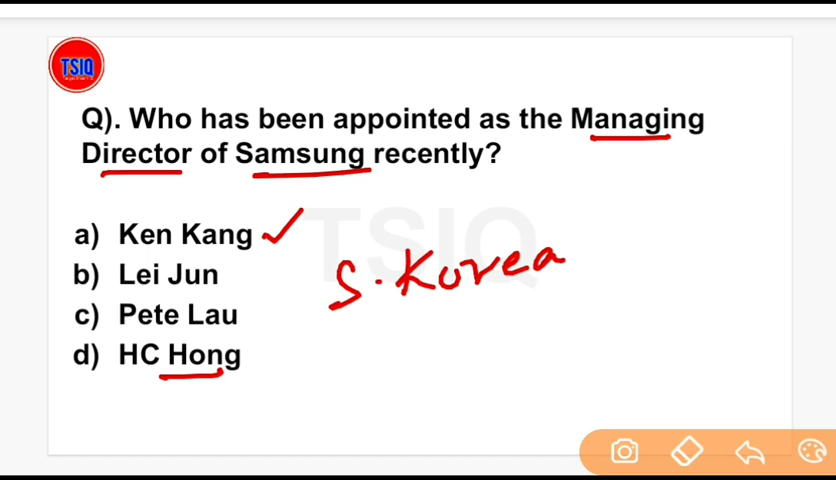 TSIQ
Q). Who has been appointed as the Managing
Director of Samsung recently?
a) Ken Kang
b) Lei Jun
c) Pete Lau
d) HC Hong
TSIQ
S. Korea